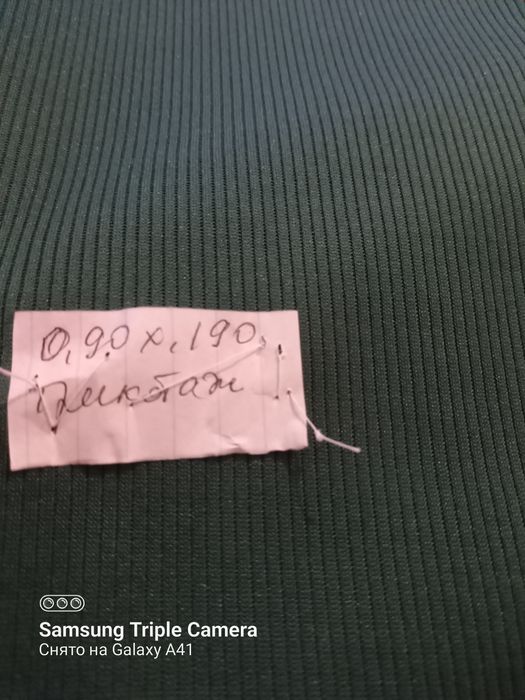 0,90 х,190
Samsung Triple Camera
Снято на Galaxy A41